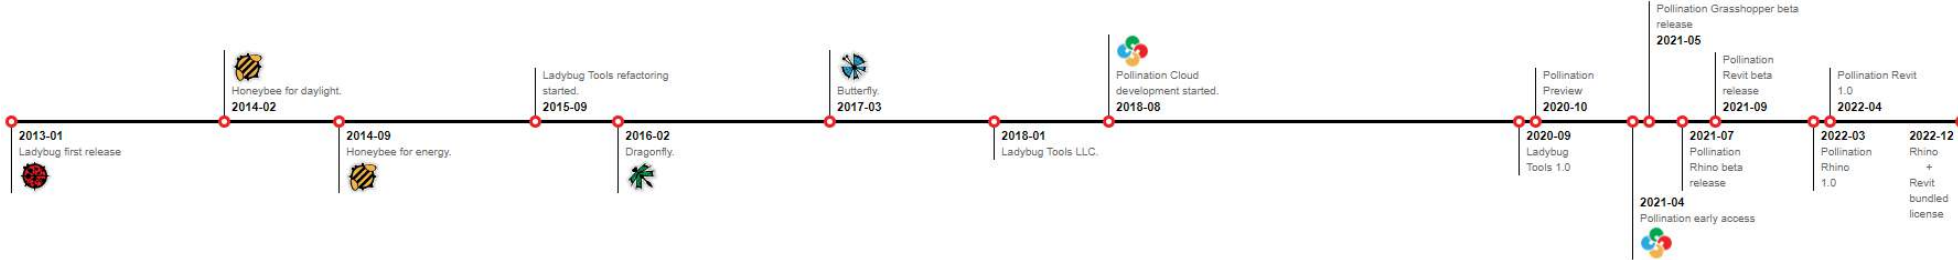 2013-01
Ladybug first release
Honeybee for daylight.
2014-02
2014-09
Honeybee for energy.
Ladybug Tools refactoring
started.
2015-09
2016-02
Dragonfly.
Butterfly.
2017-03
2018-01
Ladybug Tools LLC.
Pollination Cloud
development started.
2018-08
2020-09
Ladybug
Tools 1.0
Pollination
Preview
2020-10
2021-04
Pollination early access
Pollination Grasshopper beta
release
2021-05
2021-07
Pollination
Rhino beta
release
Pollination
Revit beta
release
2021-09
2022-03
Pollination
Rhino
1.0
Pollination Revit
1.0
2022-04
2022-12
Rhino
+
Revit
bundled
license